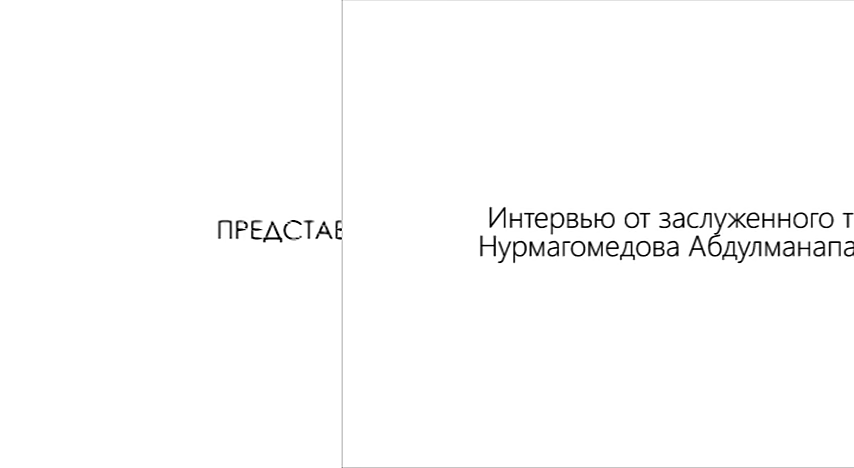 ПРЕДСТАВ
Интервью от заслуженного т
Нурмагомедова Абдулманапа